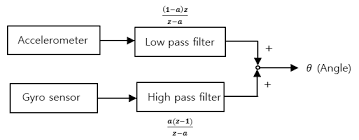 (1-a)z
z-a
Accelerometer
Low pass filter
+
θ (Angle)
+
Gyro sensor
High pass filter
a(z-1)
z-a